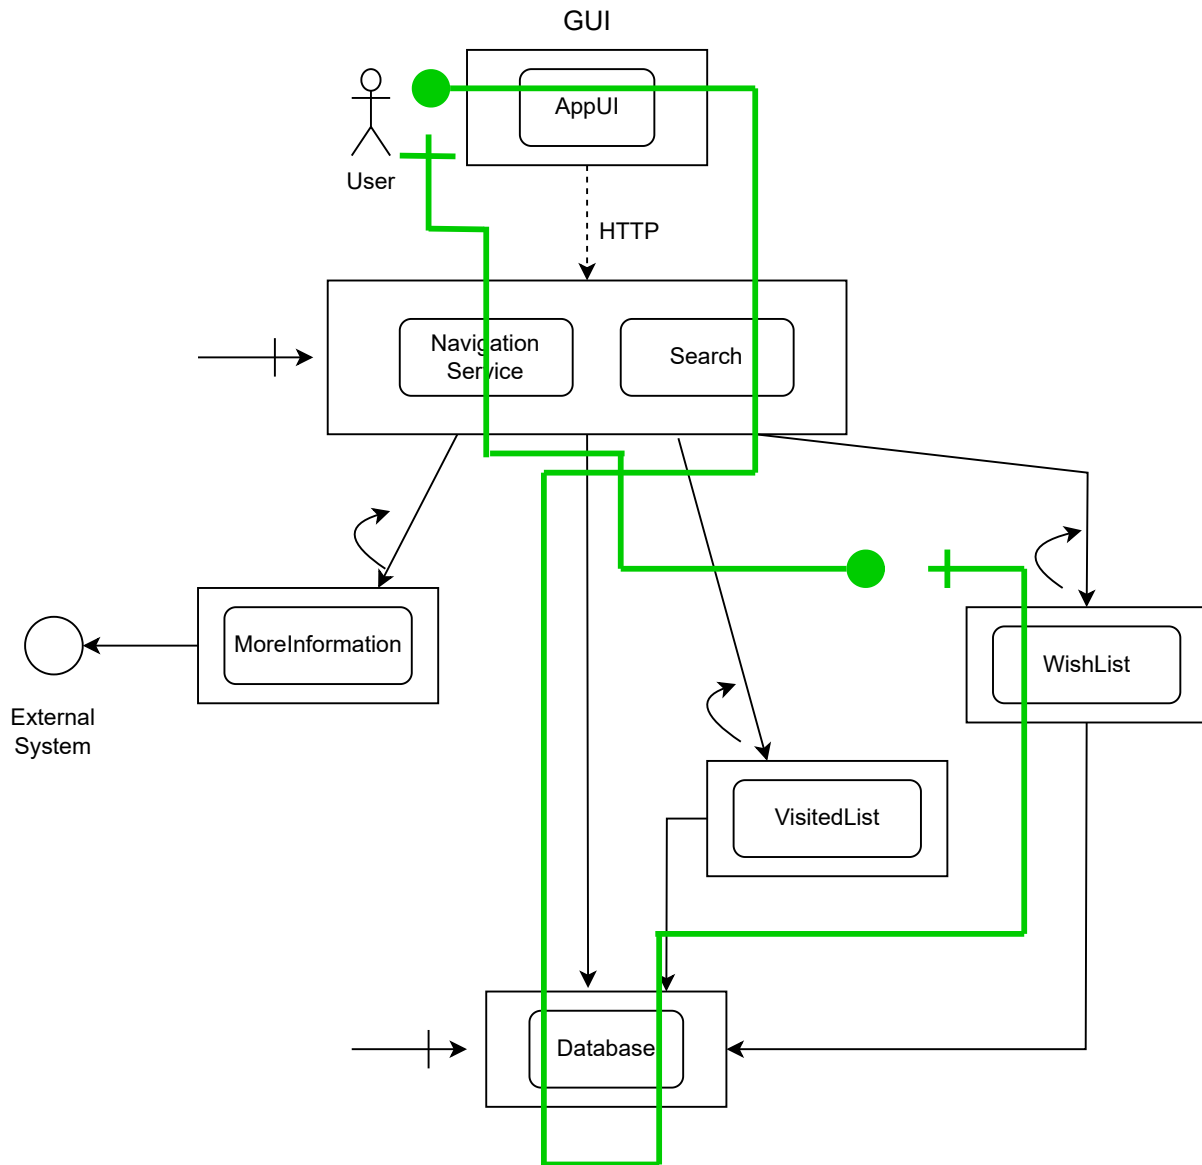 GUI
AppUI
User
HTTP
Navigation
Service
Search
MoreInformation
WishList
External
System
VisitedList
Database